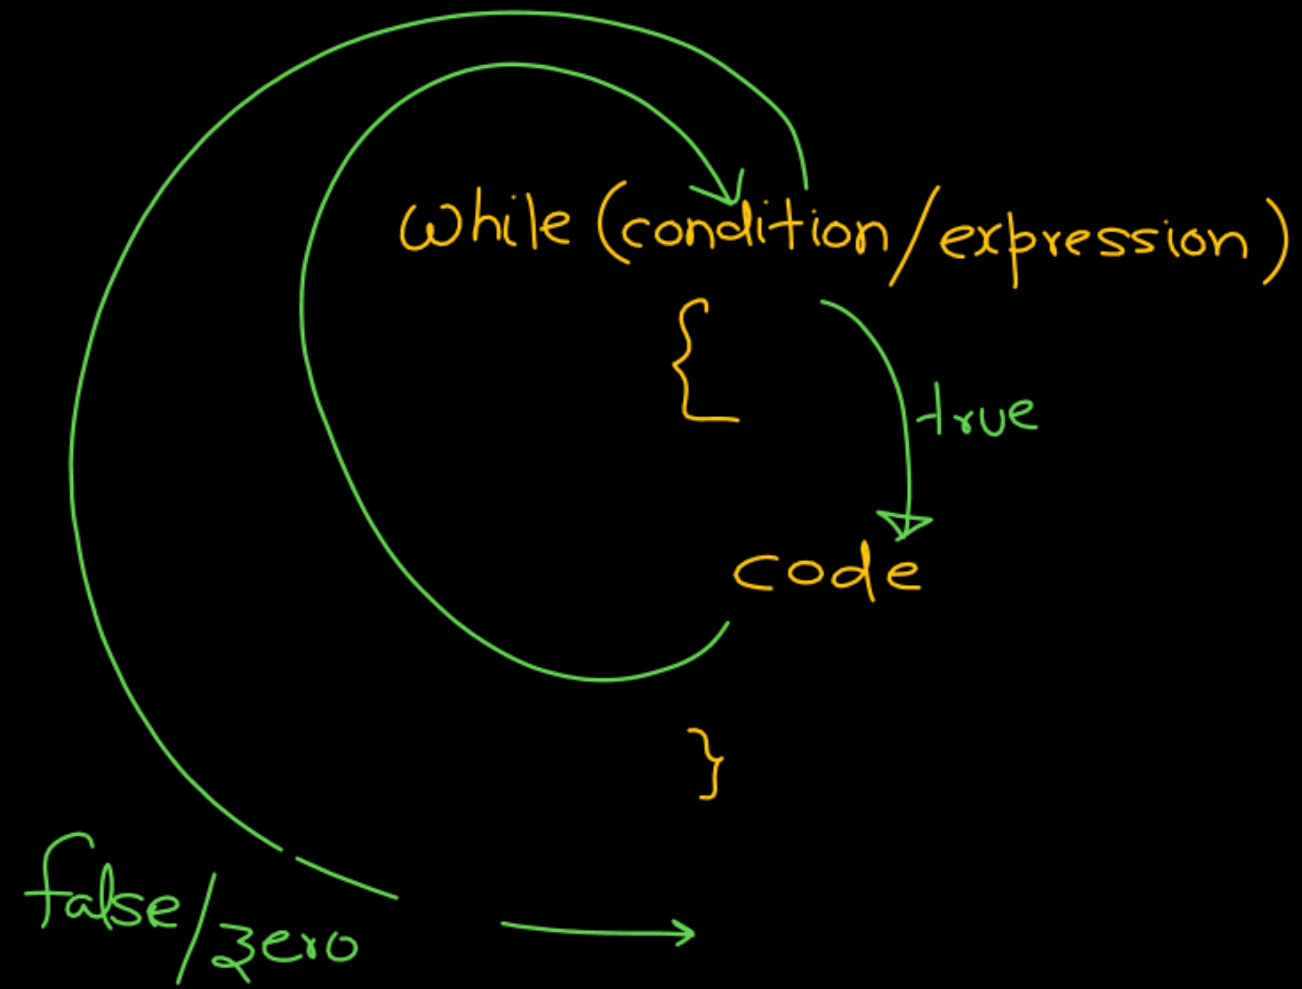 while (condition/expression)
{
true
code
}
false/zero